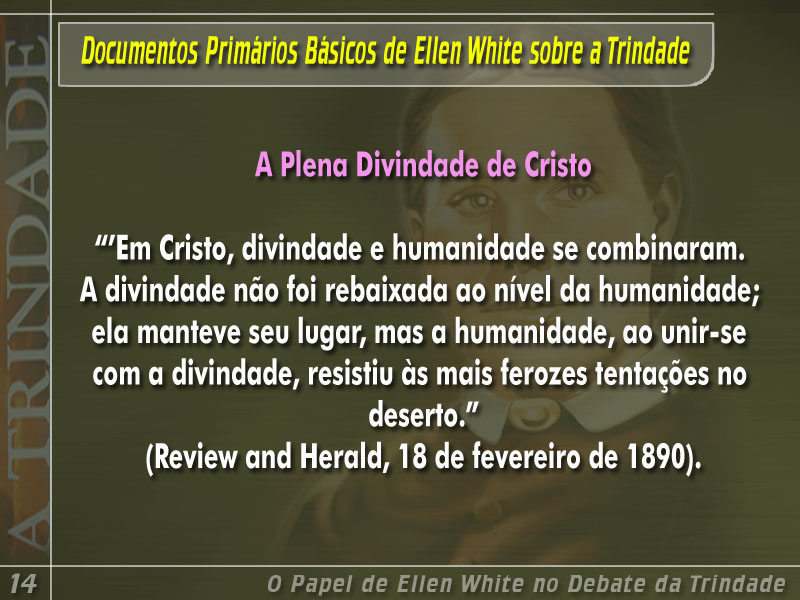 Documentos Primários Básicos de Ellen White sobre a Trindade
A TRINDADE
A Plena Divindade de Cristo
“’Em Cristo, divindade e humanidade se combinaram.
A divindade não foi rebaixada ao nível da humanidade;
ela manteve seu lugar, mas a humanidade, ao unir-se
com a divindade, resistiu às mais ferozes tentações no
deserto.”
(Review and Herald, 18 de fevereiro de 1890).
14
O Papel de Ellen White no Debate da Trindade